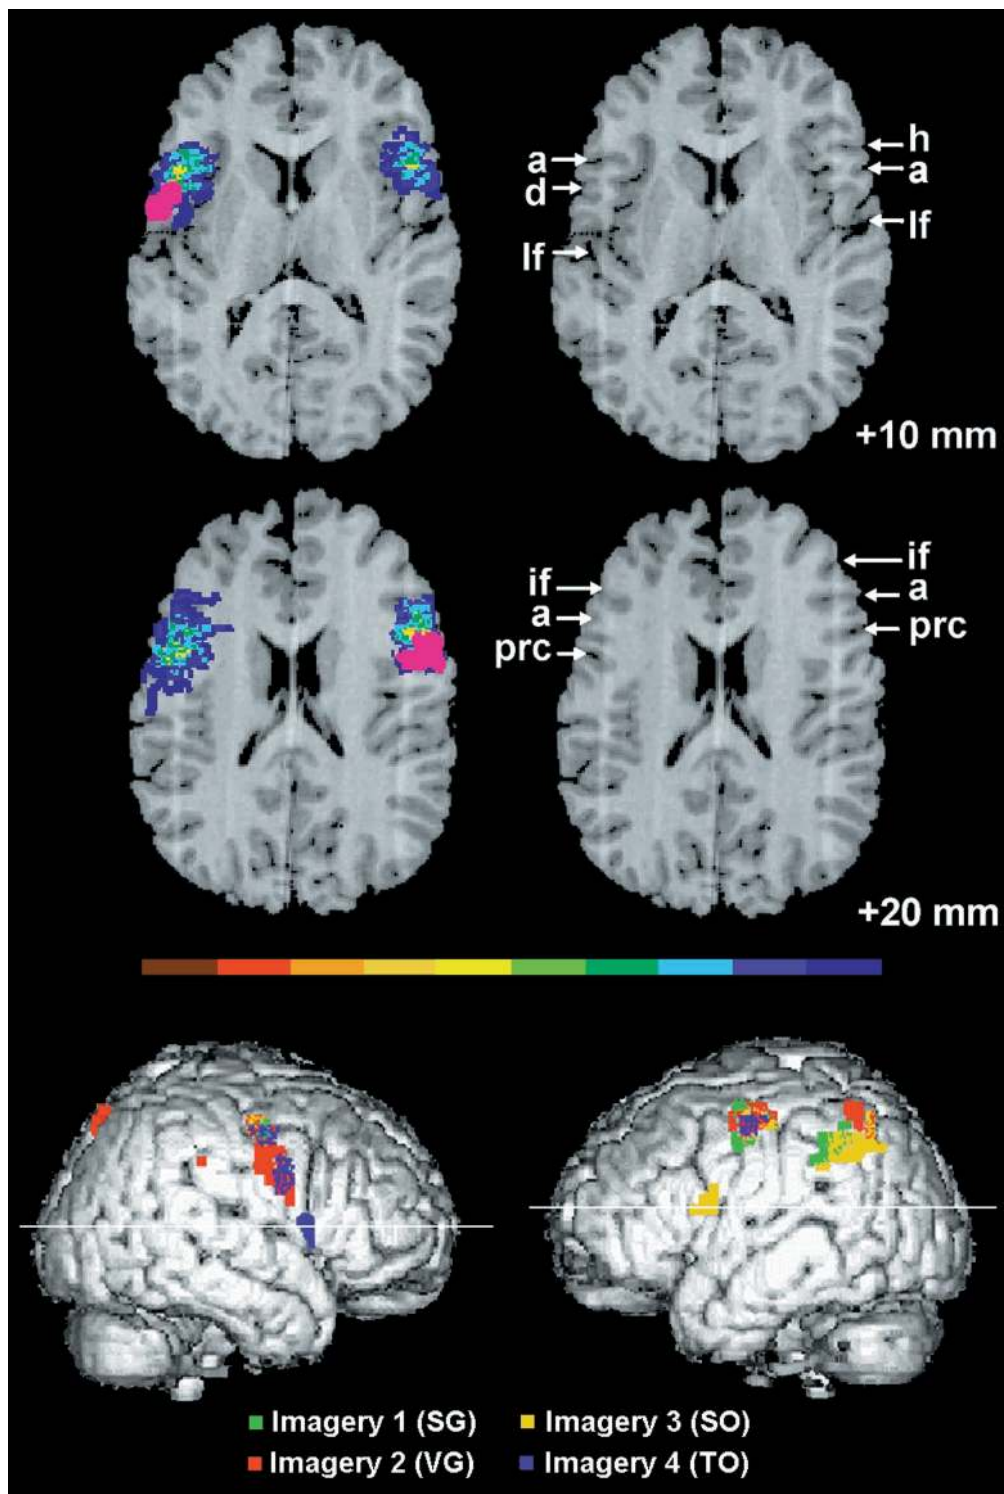 h
a
a
d
lf
lf
+10 mm
if
if
a
a
prc
prc
+20 mm
Imagery 1 (SG)
Imagery 3 (SO)
Imagery 2 (VG)
Imagery 4 (TO)